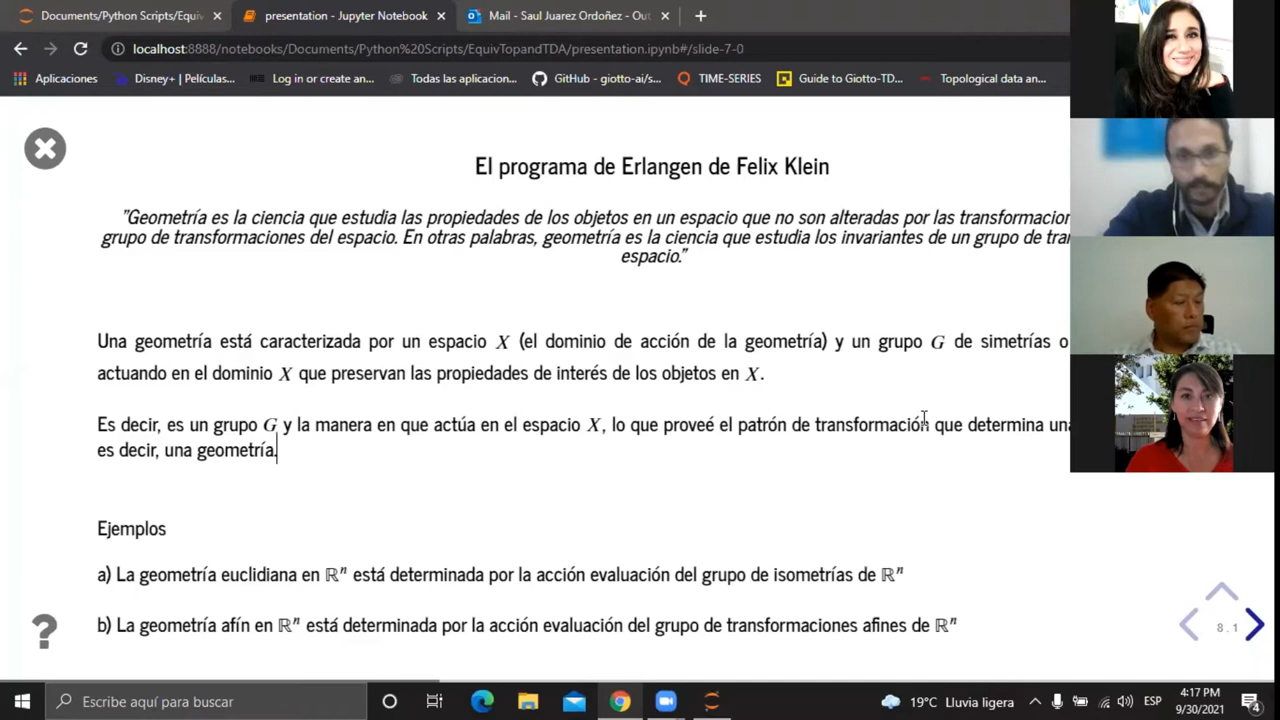 Documents/Python Scripts/Equiv
presentation - Jupyter Notebook
Mail - Saul Juarez Ordoñez - Out
localhost:8888/notebooks/Documents/Python%20Scripts/EquivTopandTDA/presentation.ipynb#/slide-7-0
Aplicaciones Disney+ | Películas... Log in or create an... Todas las aplicacion... GitHub - giotto-ai/s... TIME-SERIES Guide to Giotto-TD... Topological data an...
El programa de Erlangen de Felix Klein
"Geometría es la ciencia que estudia las propiedades de los objetos en un espacio que no son alteradas por las transformacion
grupo de transformaciones del espacio. En otras palabras, geometría es la ciencia que estudia los invariantes de un grupo de tra
espacio."
Una geometría está caracterizada por un espacio X (el dominio de acción de la geometría) y un grupo G de simetrías o
actuando en el dominio X que preservan las propiedades de interés de los objetos en X.
Es decir, es un grupo G y la manera en que actúa en el espacio X, lo que proveé el patrón de transformación que determina una
es decir, una geometría.
Ejemplos
a) La geometría euclidiana en ℝⁿ está determinada por la acción evaluación del grupo de isometrías de ℝⁿ
b) La geometría afín en ℝⁿ está determinada por la acción evaluación del grupo de transformaciones afines de ℝⁿ
8.1
Escribe aquí para buscar
19°C Lluvia ligera
ESP
4:17 PM
9/30/2021
4